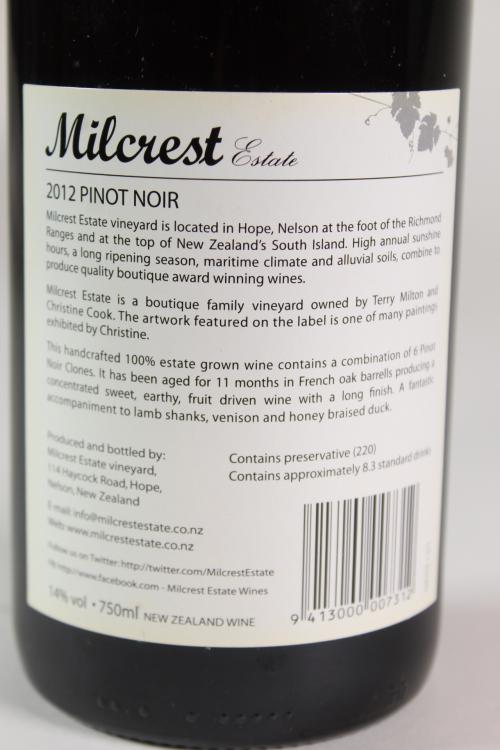 Milcrest Estate
2012 PINOT NOIR
Milcrest Estate vineyard is located in Hope, Nelson at the foot of the Richmond
Ranges and at the top of New Zealand's South Island. High annual sunshine
hours, a long ripening season, maritime climate and alluvial soils, combine to
produce quality boutique award winning wines.
Milcrest Estate is a boutique family vineyard owned by Terry Milton and
Christine Cook. The artwork featured on the label is one of many paintings
exhibited by Christine.
This handcrafted 100% estate grown wine contains a combination of 6 Pinot
Noir Clones. It has been aged for 11 months in French oak barrells producing a
concentrated sweet, earthy, fruit driven wine with a long finish. A fantastic
accompaniment to lamb shanks, venison and honey braised duck.
Produced and bottled by:
Milcrest Estate vineyard,
114 Haycock Road, Hope,
Nelson, New Zealand
E-mail: info@milcrestestate.co.nz
Web: www.milcrestestate.co.nz
Follow us on Twitter: http://twitter.com/MilcrestEstate
FB http://www.facebook.com - Milcrest Estate Wines
14% vol • 750ml NEW ZEALAND WINE
Contains preservative (220)
Contains approximately 8.3 standard drinks
9 413000 007312